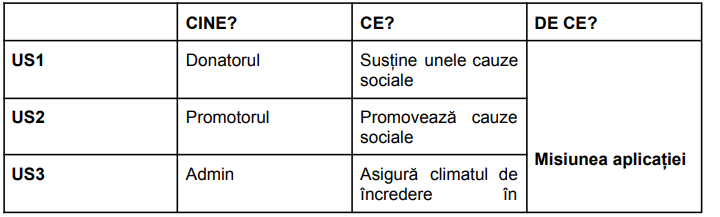 CINE? CE? DE CE?
US1 Donatorul Susține unele cauze
sociale
US2 Promotorul Promovează cauze
sociale
Misiunea aplicației
US3 Admin Asigură climatul de
încredere în